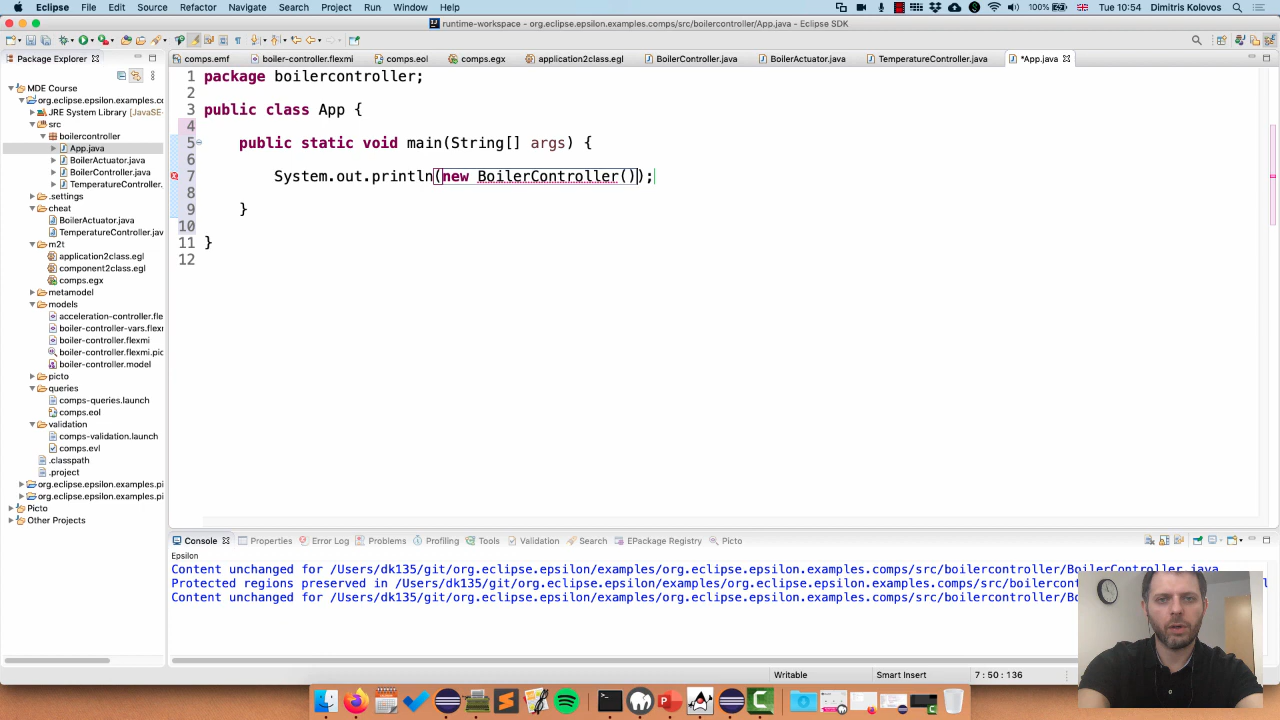 Eclipse File Edit Source Refactor Navigate Search Project Run Window Help
100% Tue 10:54 Dimitris Kolovos
runtime-workspace - org.eclipse.epsilon.examples.comps/src/boilercontroller/App.java - Eclipse SDK
Package Explorer
MDE Course
org.eclipse.epsilon.examples.cc
JRE System Library [JavaSE-
src
boilercontroller
App.java
BoilerActuator.java
BoilerController.java
TemperatureController.
.settings
cheat
BoilerActuator.java
TemperatureController.jav
m2t
application2class.egl
component2class.egl
comps.egx
metamodel
models
acceleration-controller.fle
boiler-controller-vars.flexm
boiler-controller.flexmi
boiler-controller.flexmi.pic
boiler-controller.model
picto
queries
comps-queries.launch
comps.eol
validation
comps-validation.launch
comps.evl
.classpath
.project
org.eclipse.epsilon.examples.pi
org.eclipse.epsilon.examples.pi
Picto
Other Projects
comps.emf boiler-controller.flexmi comps.eol comps.egx application2class.egl BoilerController.java BoilerActuator.java TemperatureController.java *App.java
1 package boilercontroller;
2
3 public class App {
4
5 public static void main(String[] args) {
6
7 System.out.println(new BoilerController());
8
9 }
10
11 }
12
Console Properties Error Log Problems Profiling Tools Validation Search EPackage Registry Picto
Epsilon
Content unchanged for /Users/dk135/git/org.eclipse.epsilon/examples/org.eclipse.epsilon.examples.comps/src/boilercontroller/BoilerController.java
Protected regions preserved in /Users/dk135/git/org.eclipse.epsilon/examples/org.eclipse.epsilon.examples.comps/src/boilercont
Content unchanged for /Users/dk135/git/org.eclipse.epsilon/examples/org.eclipse.epsilon.examples.comps/src/boilercontroller/Bo
Writable Smart Insert 7 : 50 : 136